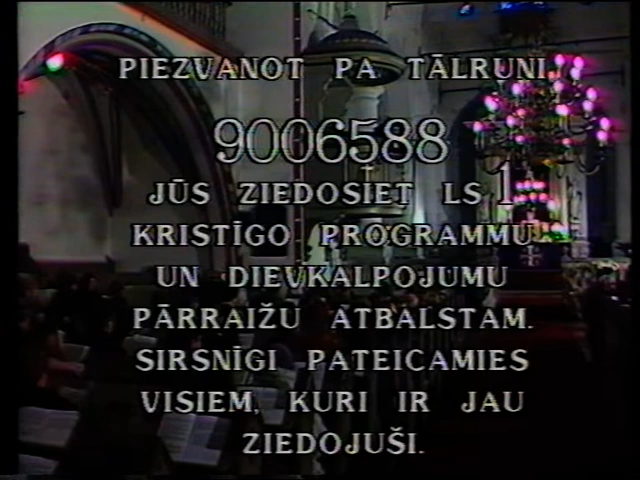 PIEZVANOT PA TĀLRUNI
9006588
JŪS ZIEDOSIET LS 1
KRISTĪGO PROGRAMMU
UN DIEVKALPOJUMU
PĀRRAIŽU ATBALSTAM.
SIRSNĪGI PATEICAMIES
VISIEM, KURI IR JAU
ZIEDOJUŠI.